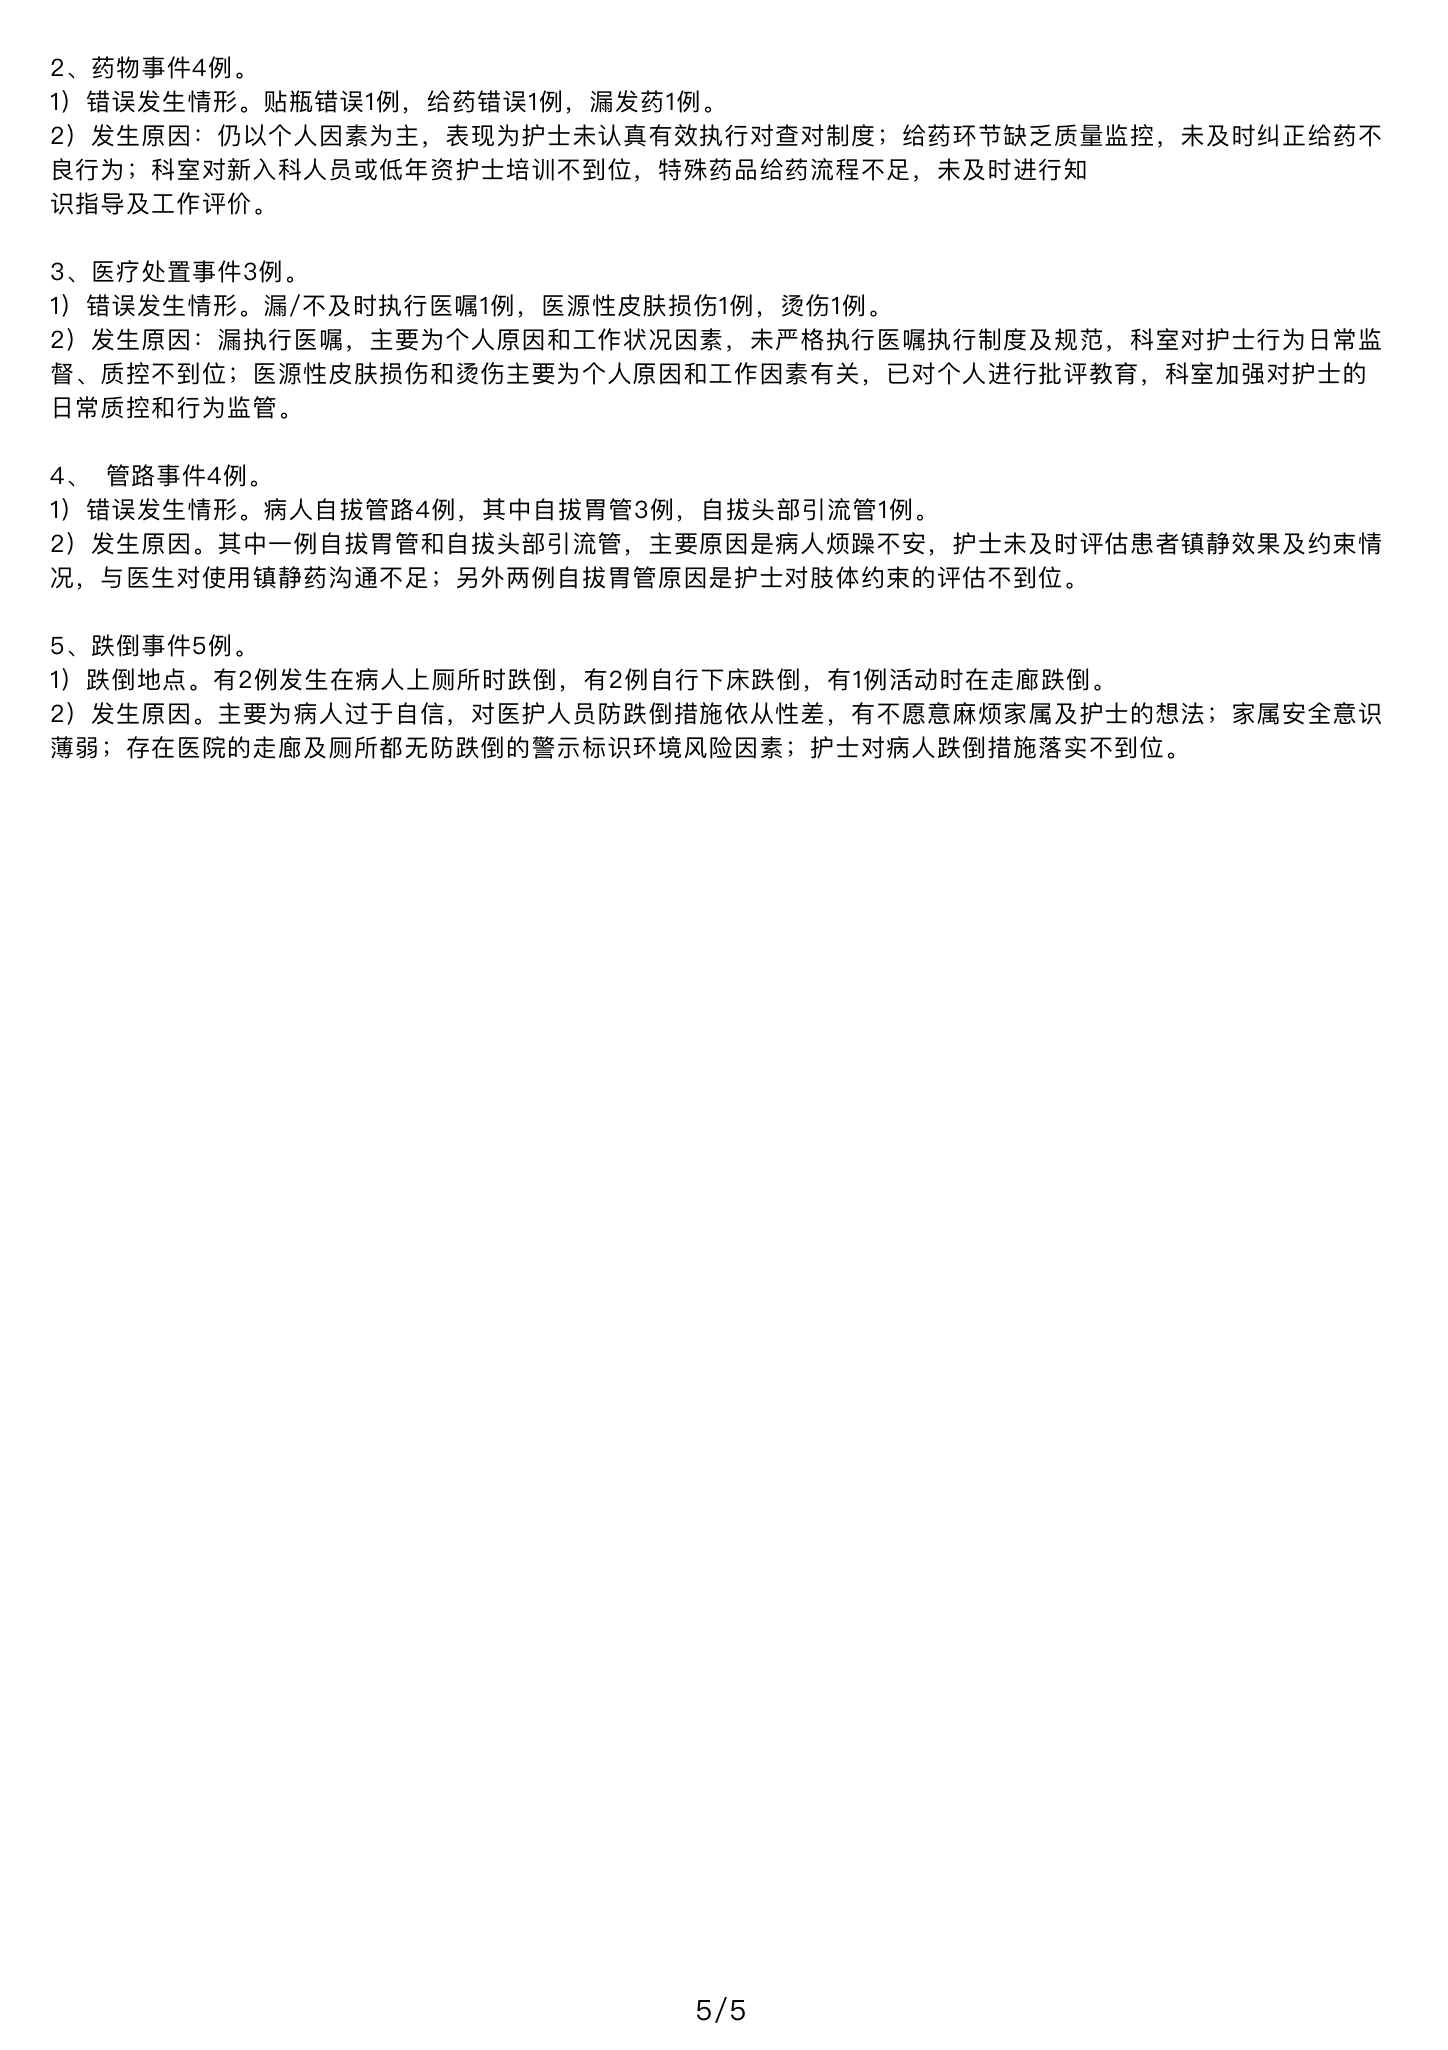 2、药物事件4例。
1）错误发生情形。贴瓶错误1例，给药错误1例，漏发药1例。
2）发生原因：仍以个人因素为主，表现为护士未认真有效执行对查对制度；给药环节缺乏质量监控，未及时纠正给药不
良行为；科室对新入科人员或低年资护士培训不到位，特殊药品给药流程不足，未及时进行知
识指导及工作评价。
3、医疗处置事件3例。
1）错误发生情形。漏/不及时执行医嘱1例，医源性皮肤损伤1例，烫伤1例。
2）发生原因：漏执行医嘱，主要为个人原因和工作状况因素，未严格执行医嘱执行制度及规范，科室对护士行为日常监
督、质控不到位；医源性皮肤损伤和烫伤主要为个人原因和工作因素有关，已对个人进行批评教育，科室加强对护士的
日常质控和行为监管。
4、 管路事件4例。
1）错误发生情形。病人自拔管路4例，其中自拔胃管3例，自拔头部引流管1例。
2）发生原因。其中一例自拔胃管和自拔头部引流管，主要原因是病人烦躁不安，护士未及时评估患者镇静效果及约束情
况，与医生对使用镇静药沟通不足；另外两例自拔胃管原因是护士对肢体约束的评估不到位。
5、跌倒事件5例。
1）跌倒地点。有2例发生在病人上厕所时跌倒，有2例自行下床跌倒，有1例活动时在走廊跌倒。
2）发生原因。主要为病人过于自信，对医护人员防跌倒措施依从性差，有不愿意麻烦家属及护士的想法；家属安全意识
薄弱；存在医院的走廊及厕所都无防跌倒的警示标识环境风险因素；护士对病人跌倒措施落实不到位。
5/5